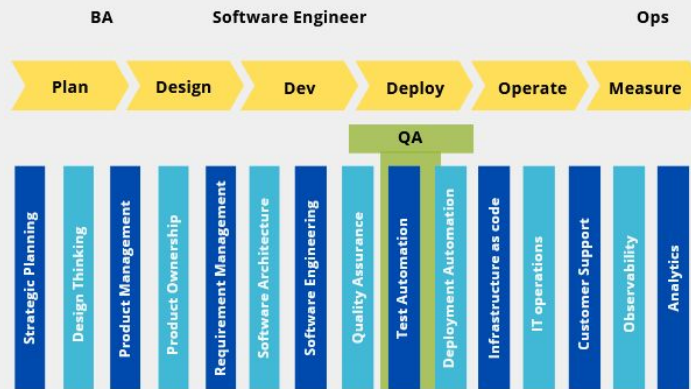 BA
Software Engineer
Ops
Plan
Design
Dev
Deploy
Operate
Measure
QA
Strategic Planning
Design Thinking
Product Management
Product Ownership
Requirement Management
Software Architecture
Software Engineering
Quality Assurance
Test Automation
Deployment Automation
Infrastructure as code
IT operations
Customer Support
Observability
Analytics